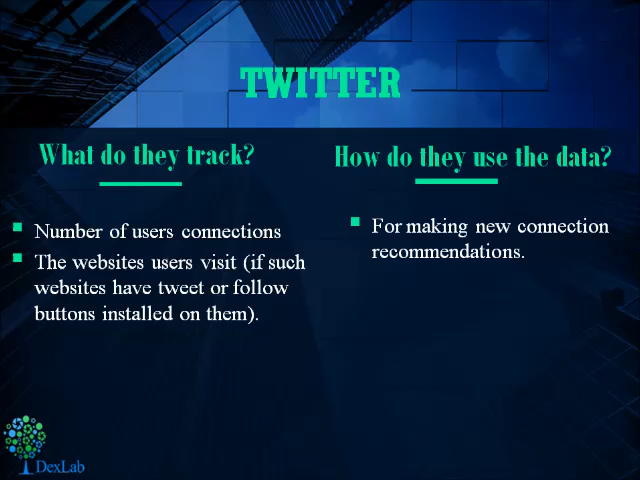 TWITTER
What do they track?
Number of users connections
The websites users visit (if such
websites have tweet or follow
buttons installed on them).
How do they use the data?
For making new connection
recommendations.
DexLab